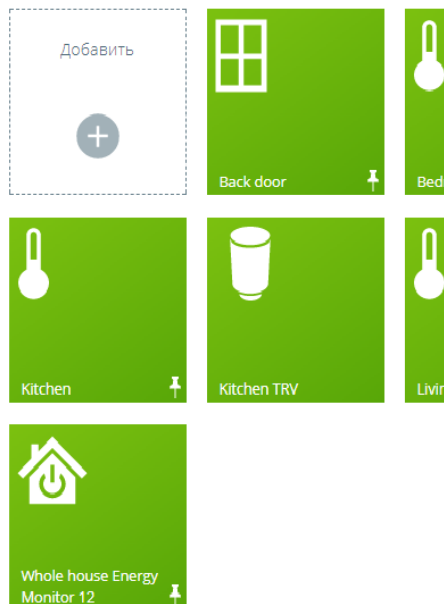 Добавить
Back door
Kitchen
Kitchen TRV
Whole house Energy
Monitor 12